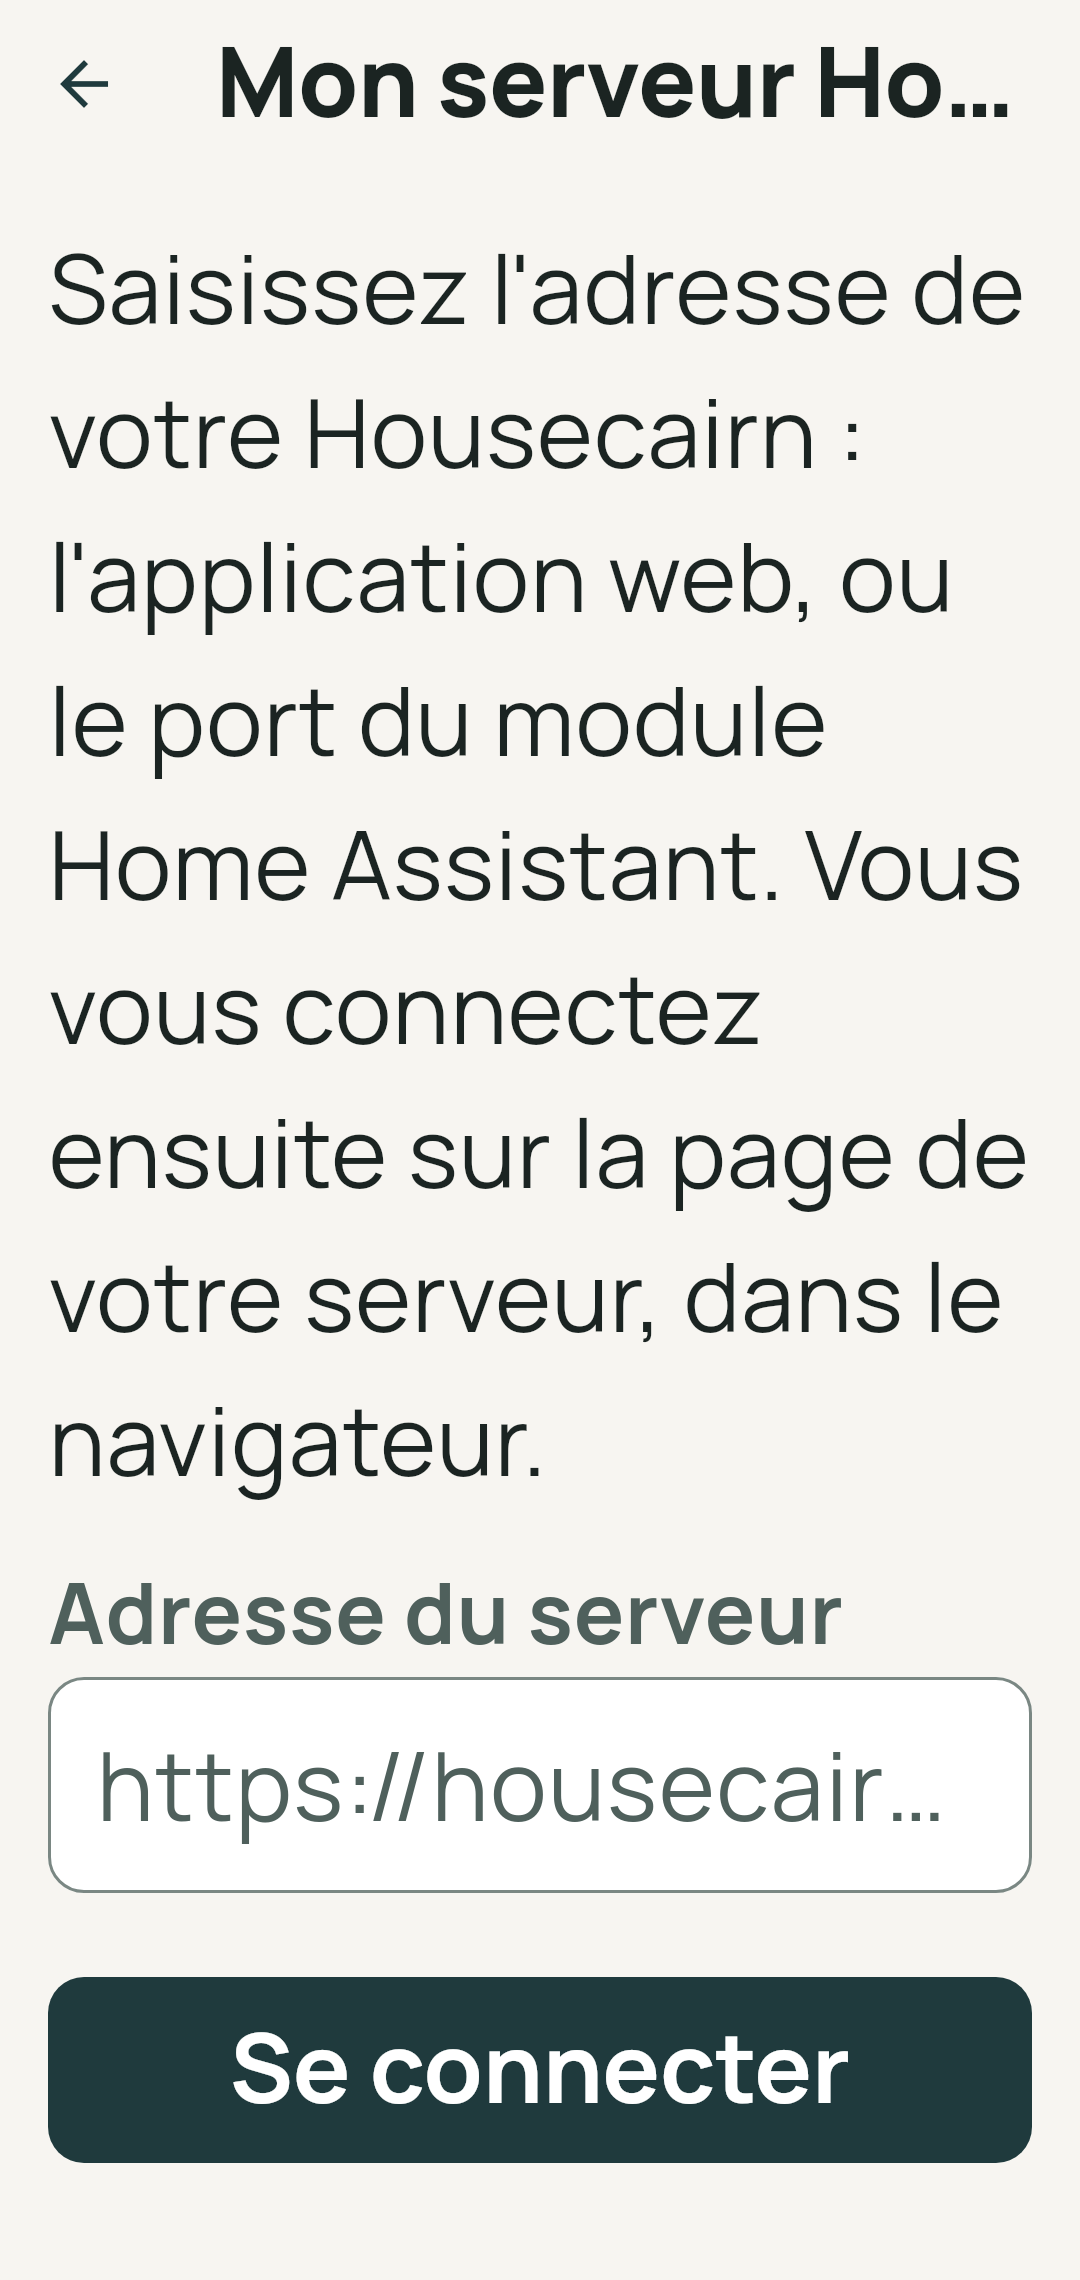 Mon serveur Ho...
Saisissez l'adresse de
votre Housecairn :
l'application web, ou
le port du module
Home Assistant. Vous
vous connectez
ensuite sur la page de
votre serveur, dans le
navigateur.
Adresse du serveur
https://housecair...
Se connecter